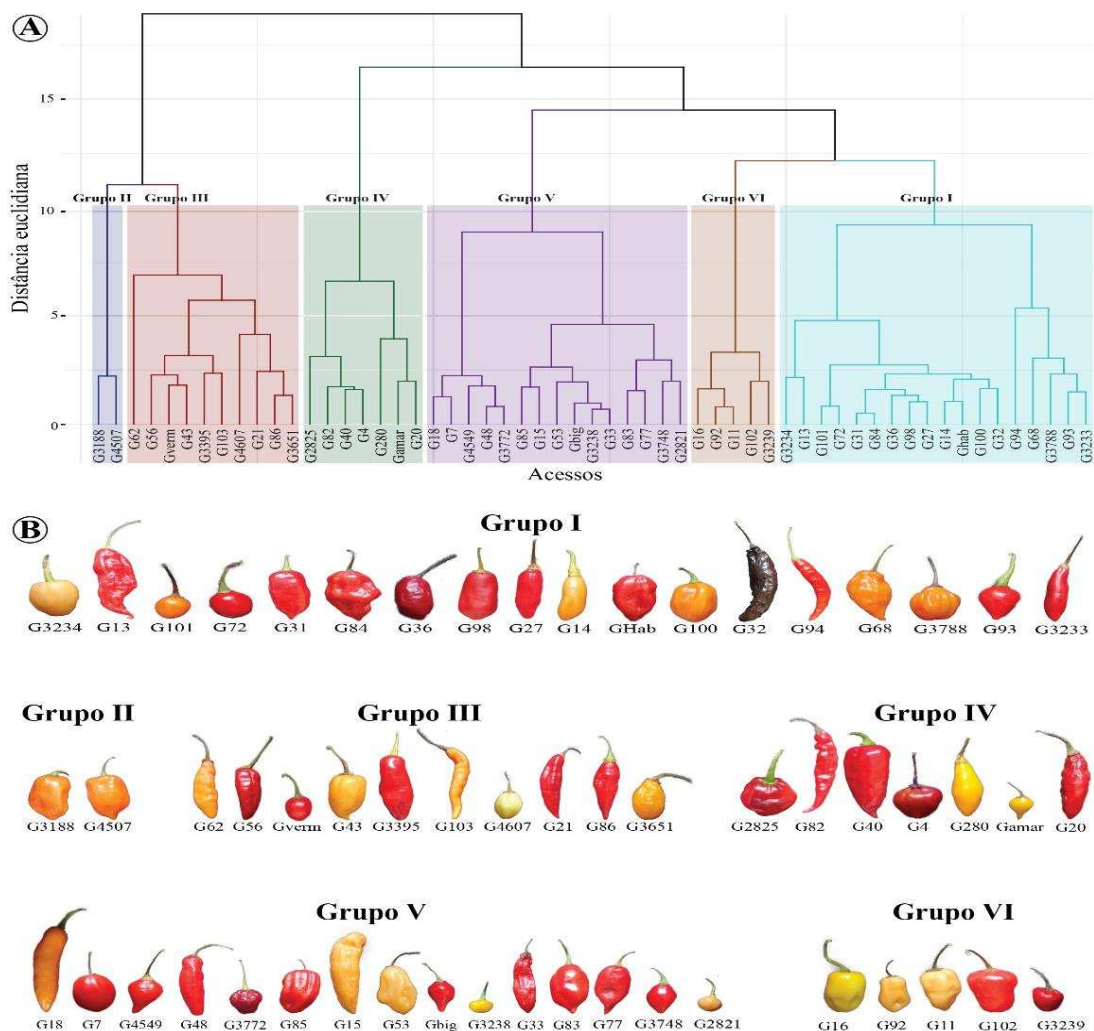 A
Distância euclidiana
15
10
5
0
Grupo II Grupo III Grupo IV Grupo V Grupo VI Grupo I
G3188 G4507 G62 G56 Gverm G43 G3395 G103 G4607 G21 G86 G3651 G2825 G82 G40 G4 G280 Gamar G20 G18 G7 G4549 G48 G3772 G85 G15 G53 Gbig G3238 G33 G83 G77 G3748 G2821 G16 G92 G11 G102 G3239 G3234 G13 G101 G72 G31 G84 G36 G98 G27 G14 Ghab G100 G32 G94 G68 G3788 G93 G3233
Acessos
B
Grupo I
G3234 G13 G101 G72 G31 G84 G36 G98 G27 G14 GHab G100 G32 G94 G68 G3788 G93 G3233
Grupo II Grupo III Grupo IV
G3188 G4507 G62 G56 Gverm G43 G3395 G103 G4607 G21 G86 G3651 G2825 G82 G40 G4 G280 Gamar G20
Grupo V Grupo VI
G18 G7 G4549 G48 G3772 G85 G15 G53 Gbig G3238 G33 G83 G77 G3748 G2821 G16 G92 G11 G102 G3239